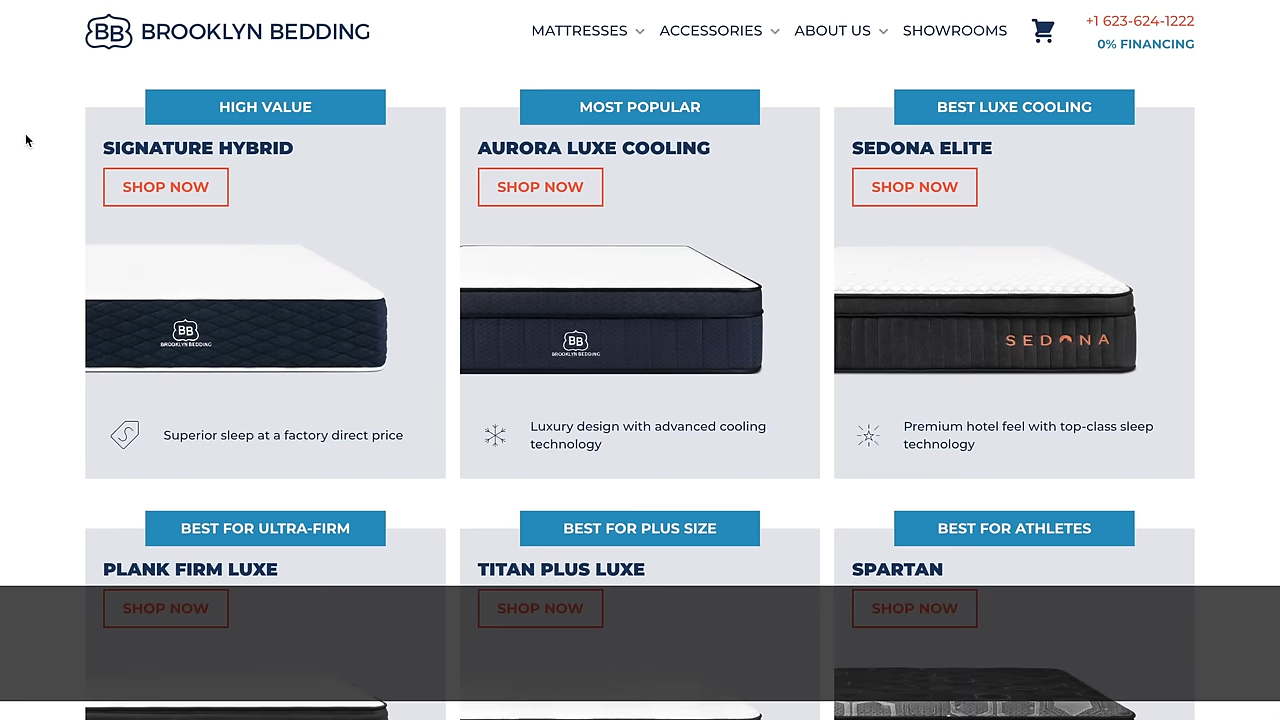 BB BROOKLYN BEDDING
MATTRESSES
ACCESSORIES
ABOUT US
SHOWROOMS
+1 623-624-1222
0% FINANCING
HIGH VALUE
SIGNATURE HYBRID
SHOP NOW
BB
BROOKLYN BEDDING
Superior sleep at a factory direct price
MOST POPULAR
AURORA LUXE COOLING
SHOP NOW
BB
BROOKLYN BEDDING
Luxury design with advanced cooling
technology
BEST LUXE COOLING
SEDONA ELITE
SHOP NOW
SEDONA
Premium hotel feel with top-class sleep
technology
BEST FOR ULTRA-FIRM
PLANK FIRM LUXE
SHOP NOW
BEST FOR PLUS SIZE
TITAN PLUS LUXE
SHOP NOW
BEST FOR ATHLETES
SPARTAN
SHOP NOW